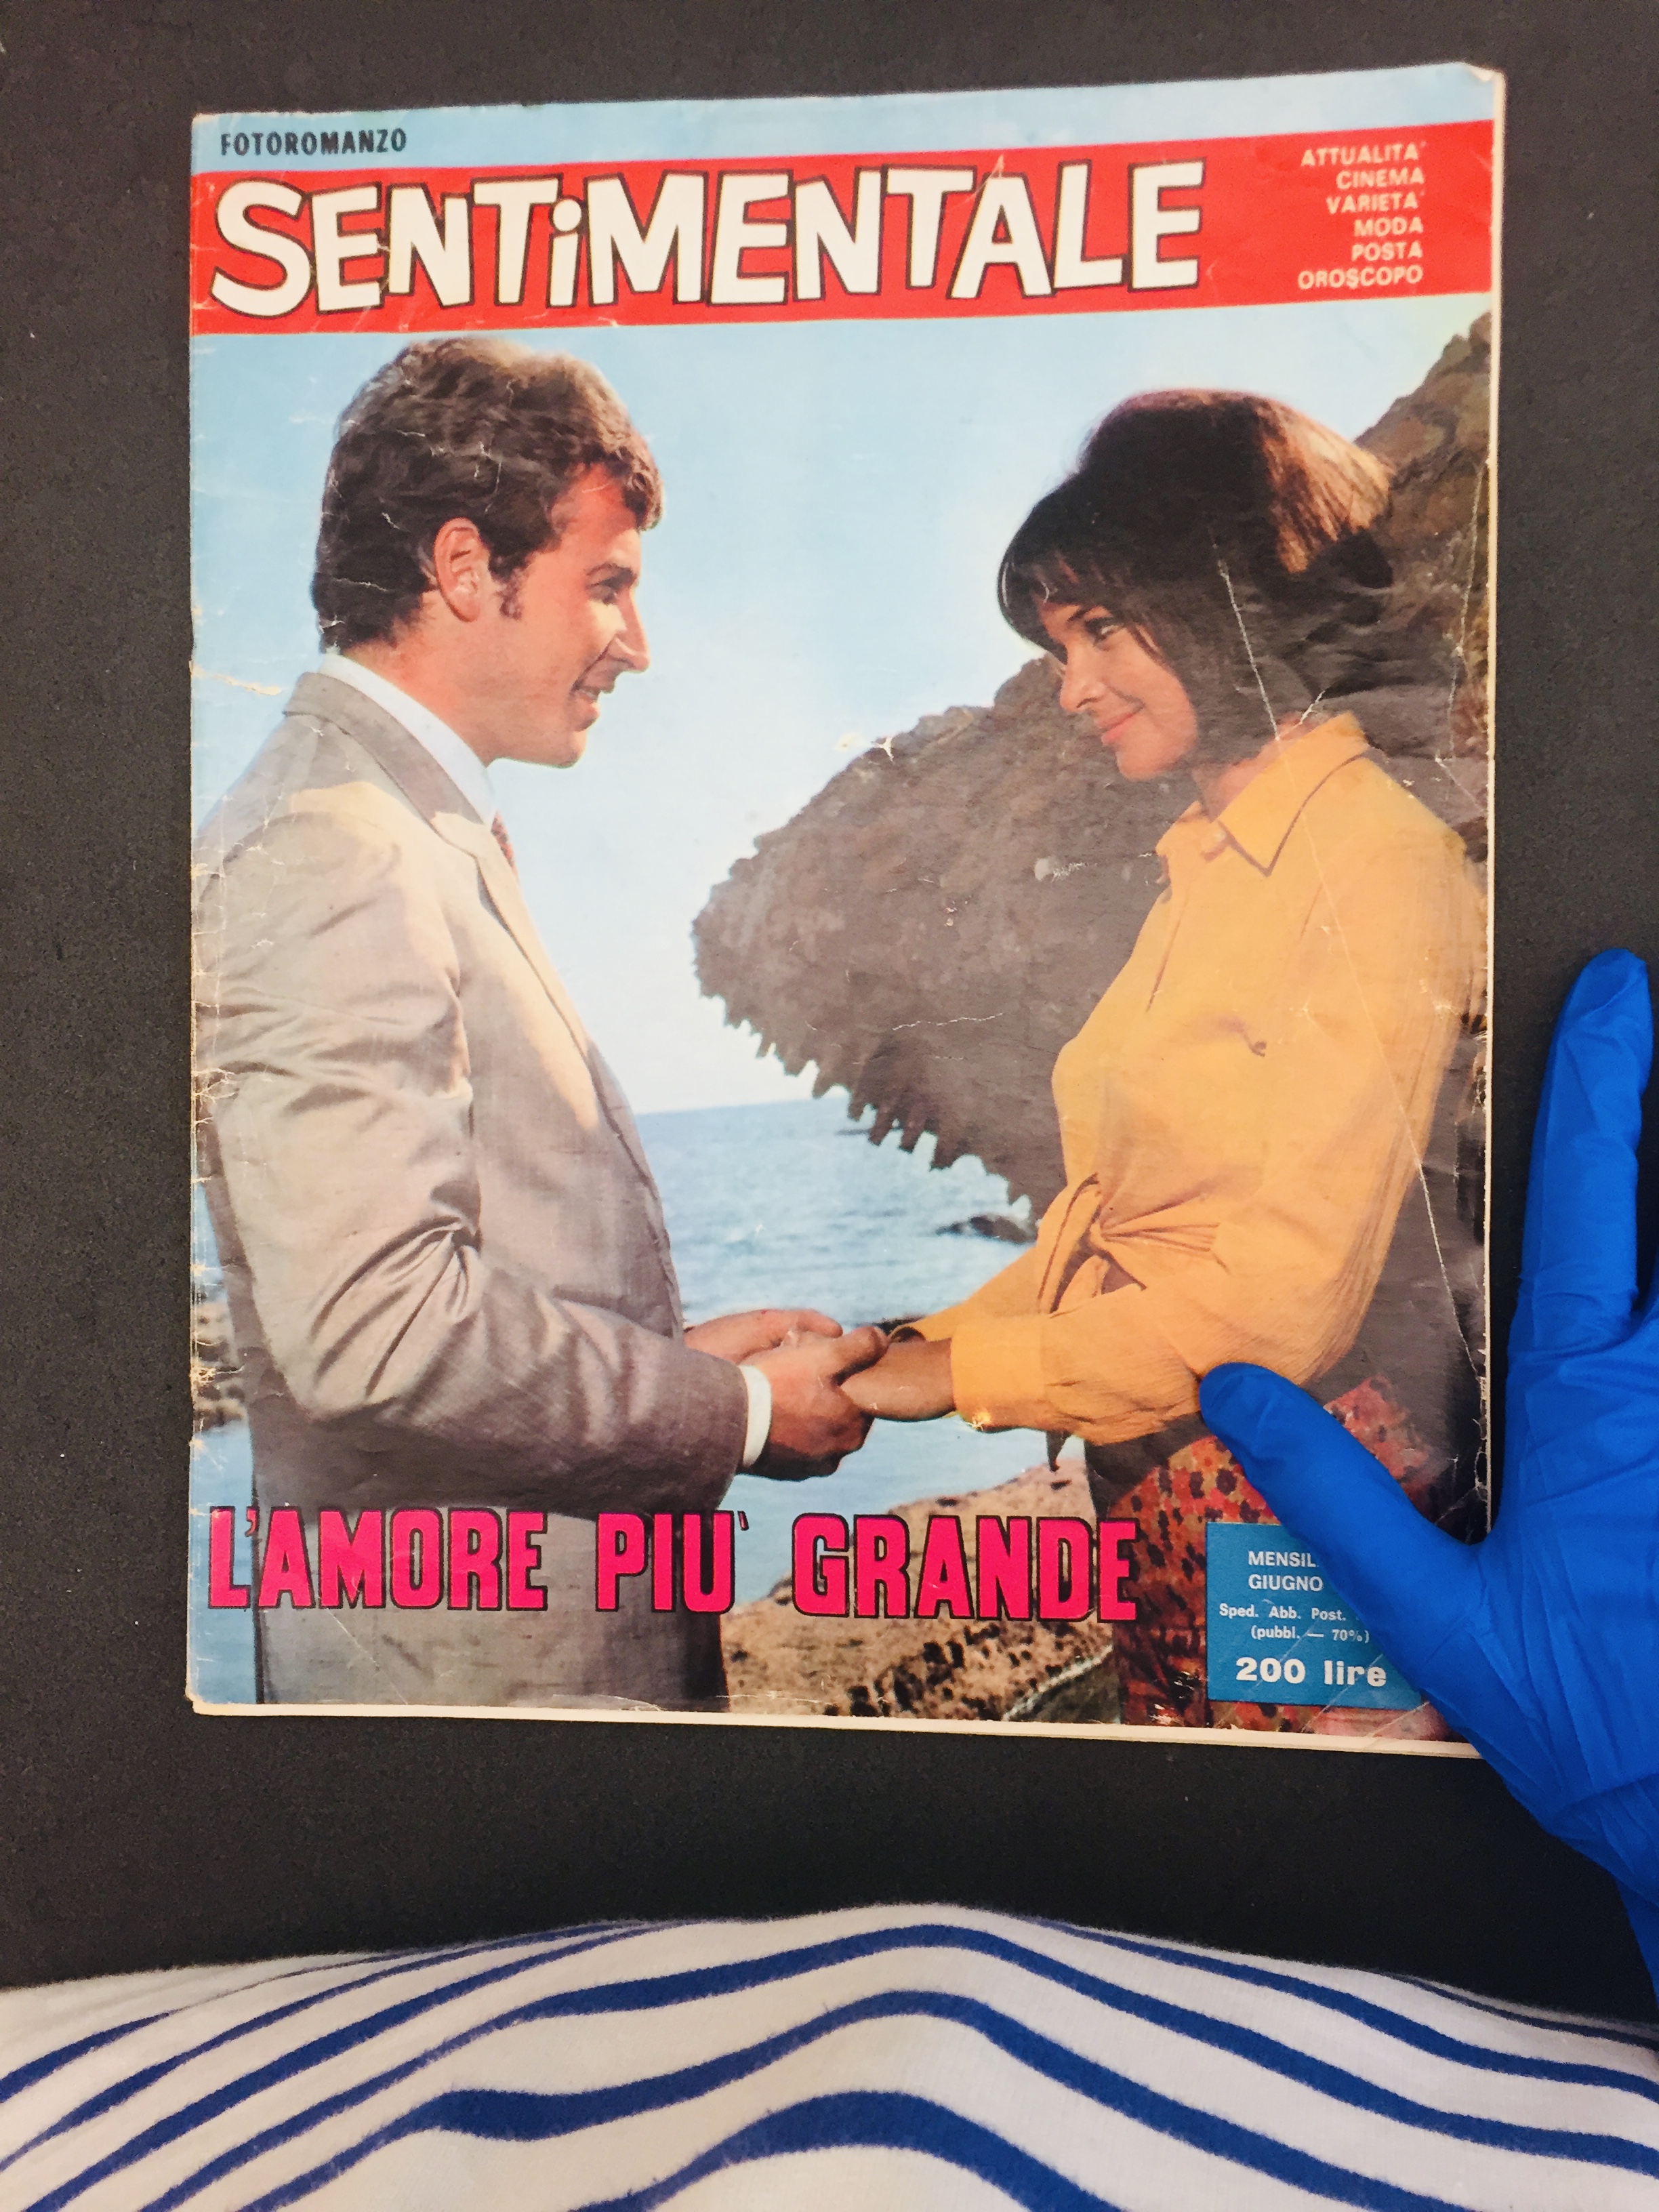 FOTOROMANZO
SENTiMENTALE
ATTUALITA'
CINEMA
VARIETA'
MODA
POSTA
OROSCOPO
L'AMORE PIU' GRANDE
GIUGNO
Sped. Abb. Post.
(pubbl. — 70%)
200 lire